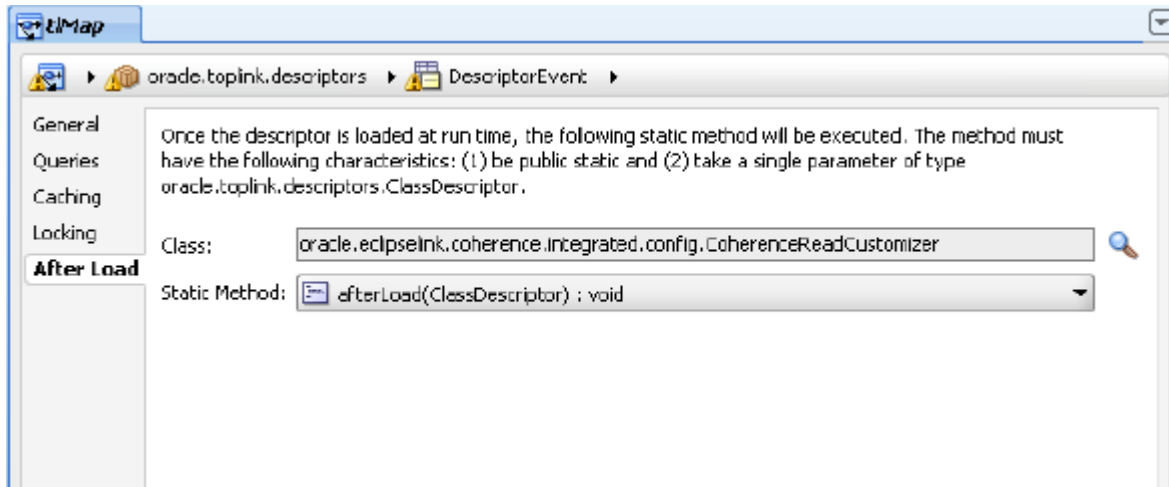 tlMap
oracle.toplink.descriptors DescriptorEvent
General
Queries
Caching
Locking
After Load
Once the descriptor is loaded at run time, the following static method will be executed. The method must
have the following characteristics: (1) be public static and (2) take a single parameter of type
oracle.toplink.descriptors.ClassDescriptor.
Class: oracle.eclipselink.coherence.integrated.config.CoherenceReadCustomizer
Static Method: afterLoad(ClassDescriptor) : void